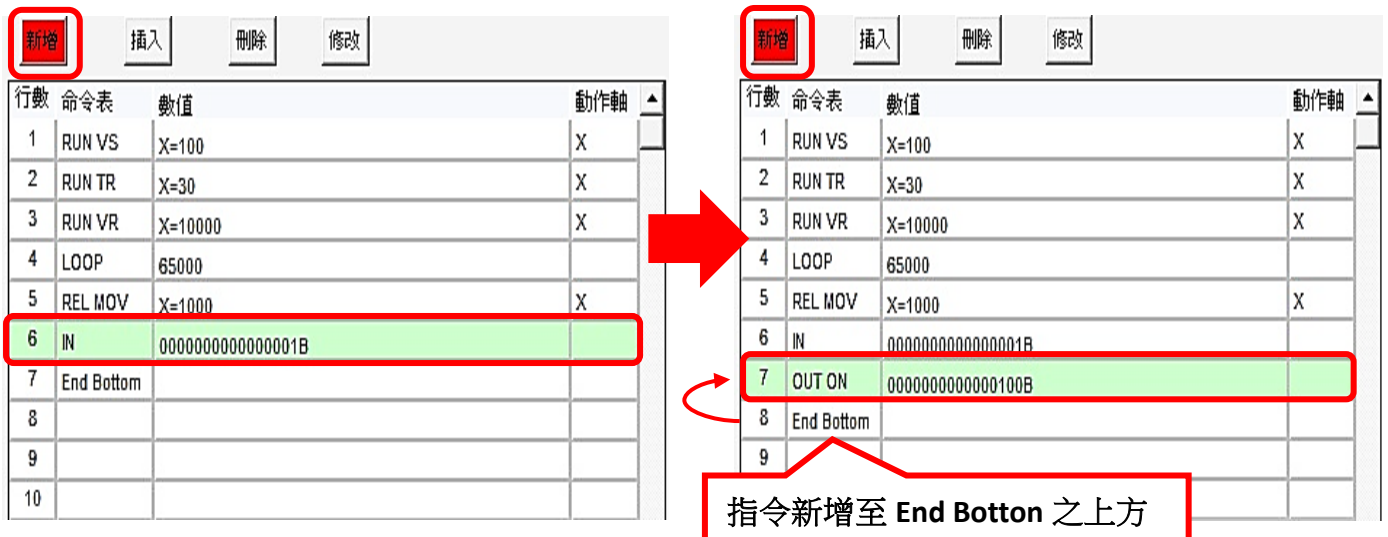 新增 插入 刪除 修改
行數 命令表 數值 動作軸
1 RUN VS X=100 X
2 RUN TR X=30 X
3 RUN VR X=10000 X
4 LOOP 65000
5 REL MOV X=1000 X
6 IN 0000000000000001B
7 End Bottom
8
9
10
新增 插入 刪除 修改
行數 命令表 數值 動作軸
1 RUN VS X=100 X
2 RUN TR X=30 X
3 RUN VR X=10000 X
4 LOOP 65000
5 REL MOV X=1000 X
6 IN 0000000000000001B
7 OUT ON 0000000000000100B
8 End Bottom
9
指令新增至 End Botton 之上方